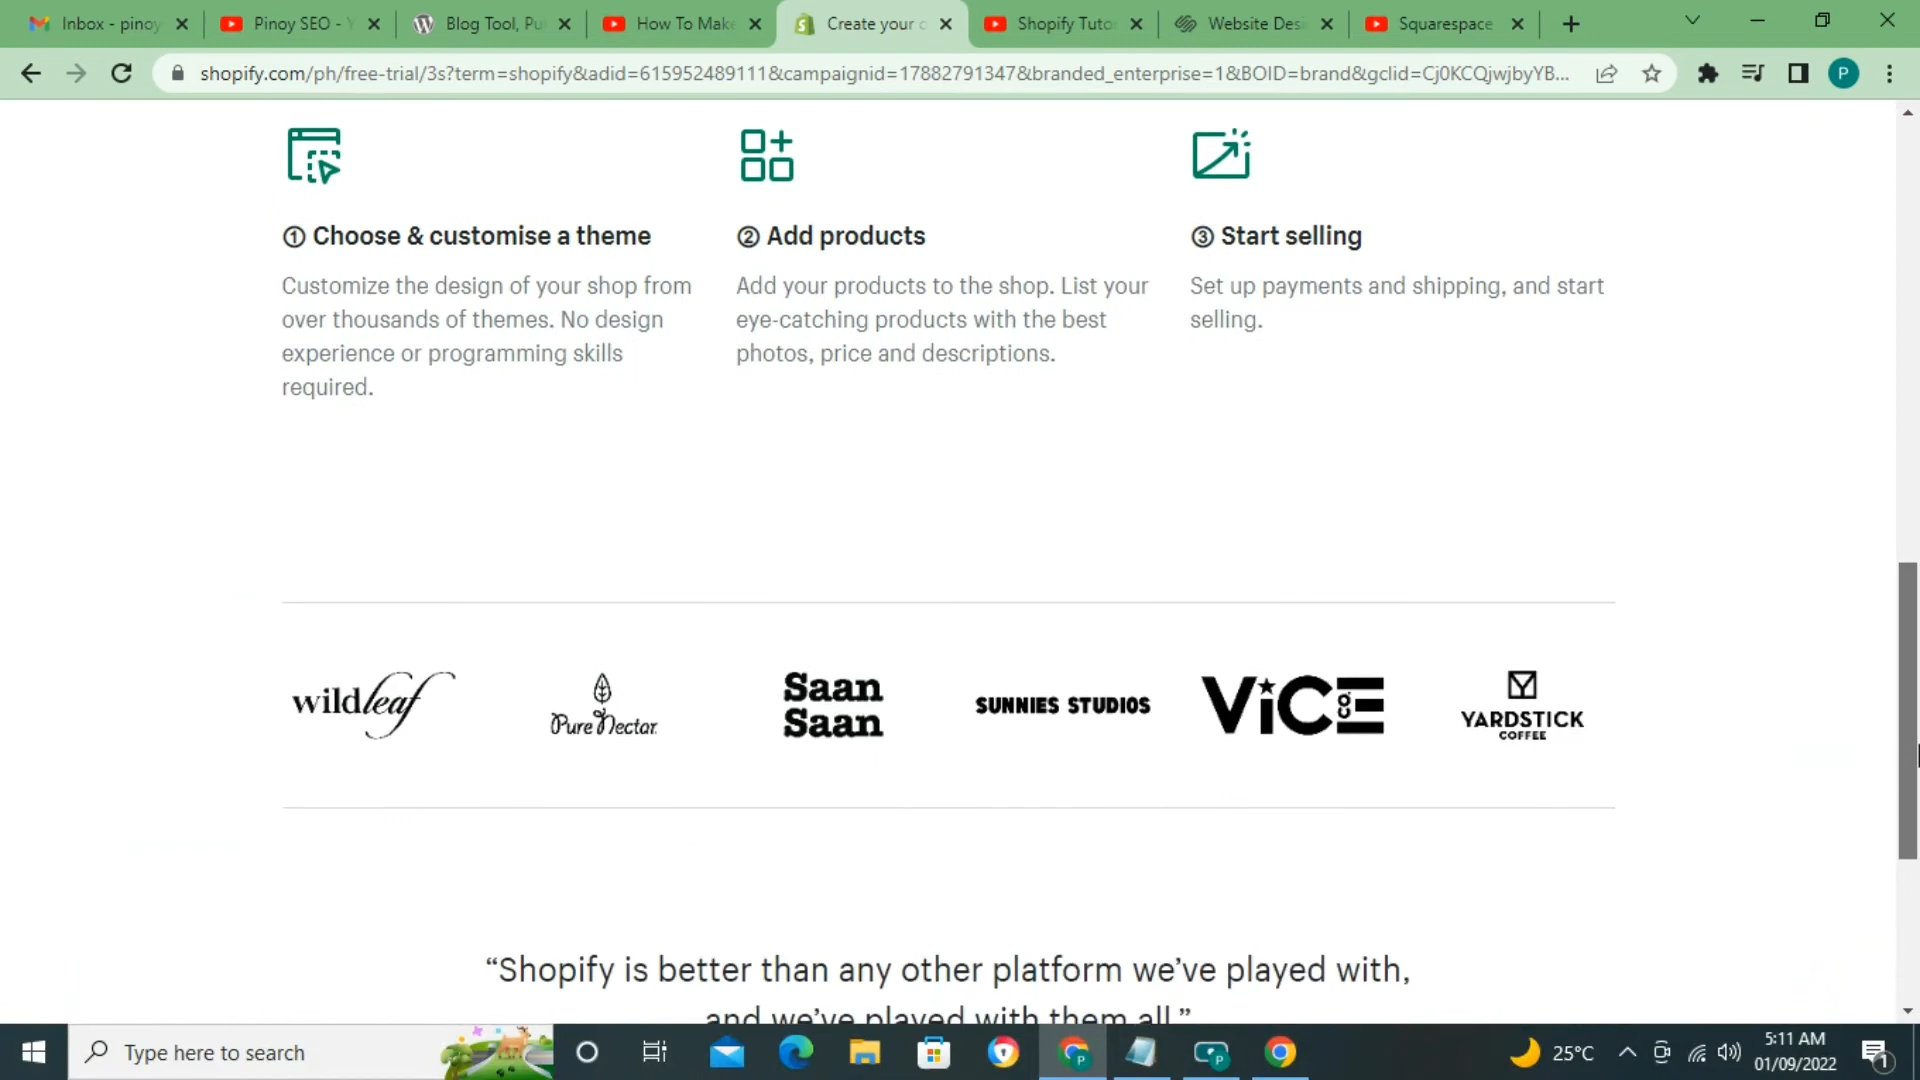 Inbox - pinoy
Pinoy SEO - Y
Blog Tool, Pu
How To Make
Create your o
Shopify Tuto
Website Desi
Squarespace
shopify.com/ph/free-trial/3s?term=shopify&adid=615952489111&campaignid=17882791347&branded_enterprise=1&BOID=brand&gclid=Cj0KCQjwjbyYB...
P
① Choose & customise a theme
Customize the design of your shop from
over thousands of themes. No design
experience or programming skills
required.
② Add products
Add your products to the shop. List your
eye-catching products with the best
photos, price and descriptions.
③ Start selling
Set up payments and shipping, and start
selling.
wildleaf
Pure Nectar
Saan
Saan
SUNNIES STUDIOS
ViCE
CO.
YARDSTICK
COFFEE
“Shopify is better than any other platform we’ve played with,
and we’ve played with them all.”
Type here to search
25°C
5:11 AM
01/09/2022
1